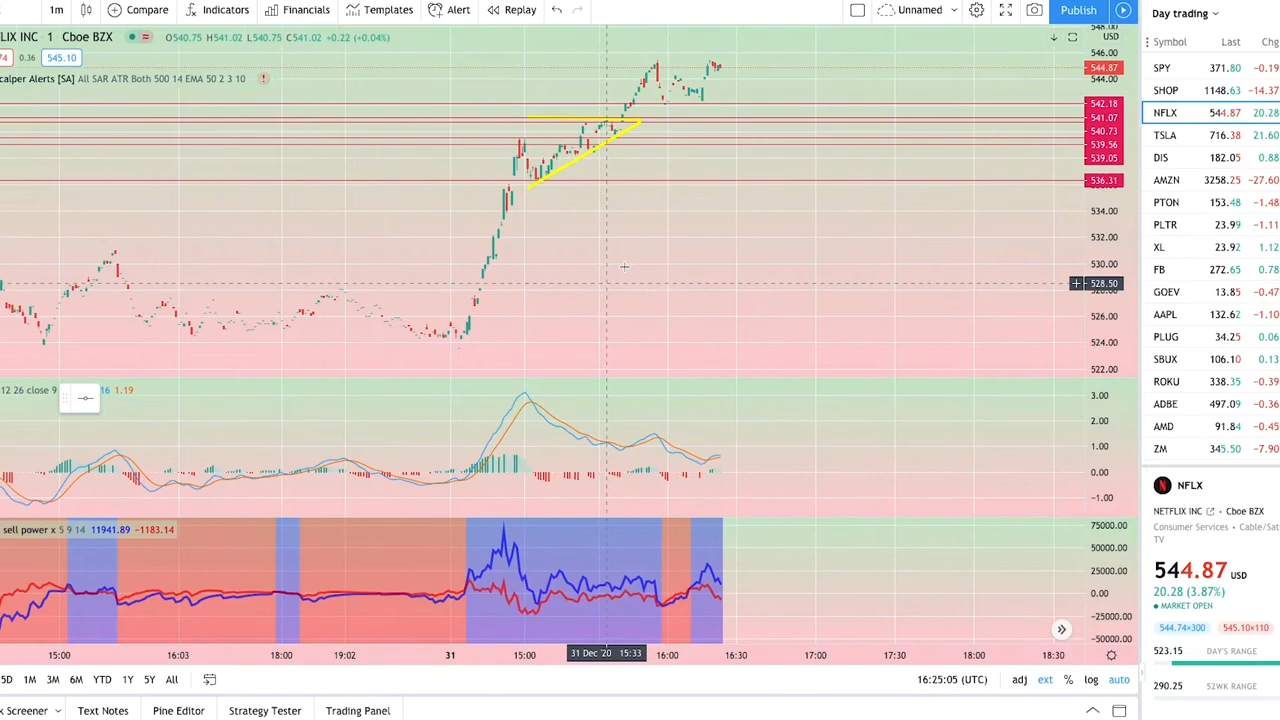 1m Compare Indicators Financials Templates Alert Replay Unnamed Publish
FLIX INC · 1 Cboe BZX O540.75 H541.02 L540.75 C541.02 +0.22 (+0.04%)
74 0.36 545.10
calper Alerts [SA] All SAR ATR Both 500 14 EMA 50 2 3 10 !
548.00
USD
546.00
544.87
544.00
542.18
541.07
540.73
539.56
539.05
536.31
534.00
532.00
530.00
528.50
526.00
524.00
522.00
12 26 close 9 16 1.19
3.00
2.00
1.00
0.00
−1.00
sell power x 5 9 14 11941.89 −1183.14
75000.00
50000.00
25000.00
0.00
−25000.00
−50000.00
15:00 16:03 18:00 19:02 31 15:00 31 Dec '20 15:33 16:00 16:30 17:00 17:30 18:00 18:30
5D 1M 3M 6M YTD 1Y 5Y All 16:25:05 (UTC) adj ext % log auto
k Screener Text Notes Pine Editor Strategy Tester Trading Panel
Day trading
Symbol Last Chg
SPY 371.80 −0.19
SHOP 1148.63 −14.37
NFLX 544.87 20.28
TSLA 716.38 21.60
DIS 182.05 0.88
AMZN 3258.25 −27.60
PTON 153.48 −1.48
PLTR 23.99 −1.11
XL 23.92 1.12
FB 272.65 0.78
GOEV 13.85 −0.47
AAPL 132.62 −1.10
PLUG 34.25 0.06
SBUX 106.10 0.13
ROKU 338.35 −0.39
ADBE 497.09 −0.36
AMD 91.84 −0.45
ZM 345.50 −7.90
NFLX
NETFLIX INC · Cboe BZX
Consumer Services • Cable/Sat
TV
544.87 USD
20.28 (3.87%)
MARKET OPEN
544.74×300 545.10×110
523.15 DAY'S RANGE
290.25 52WK RANGE